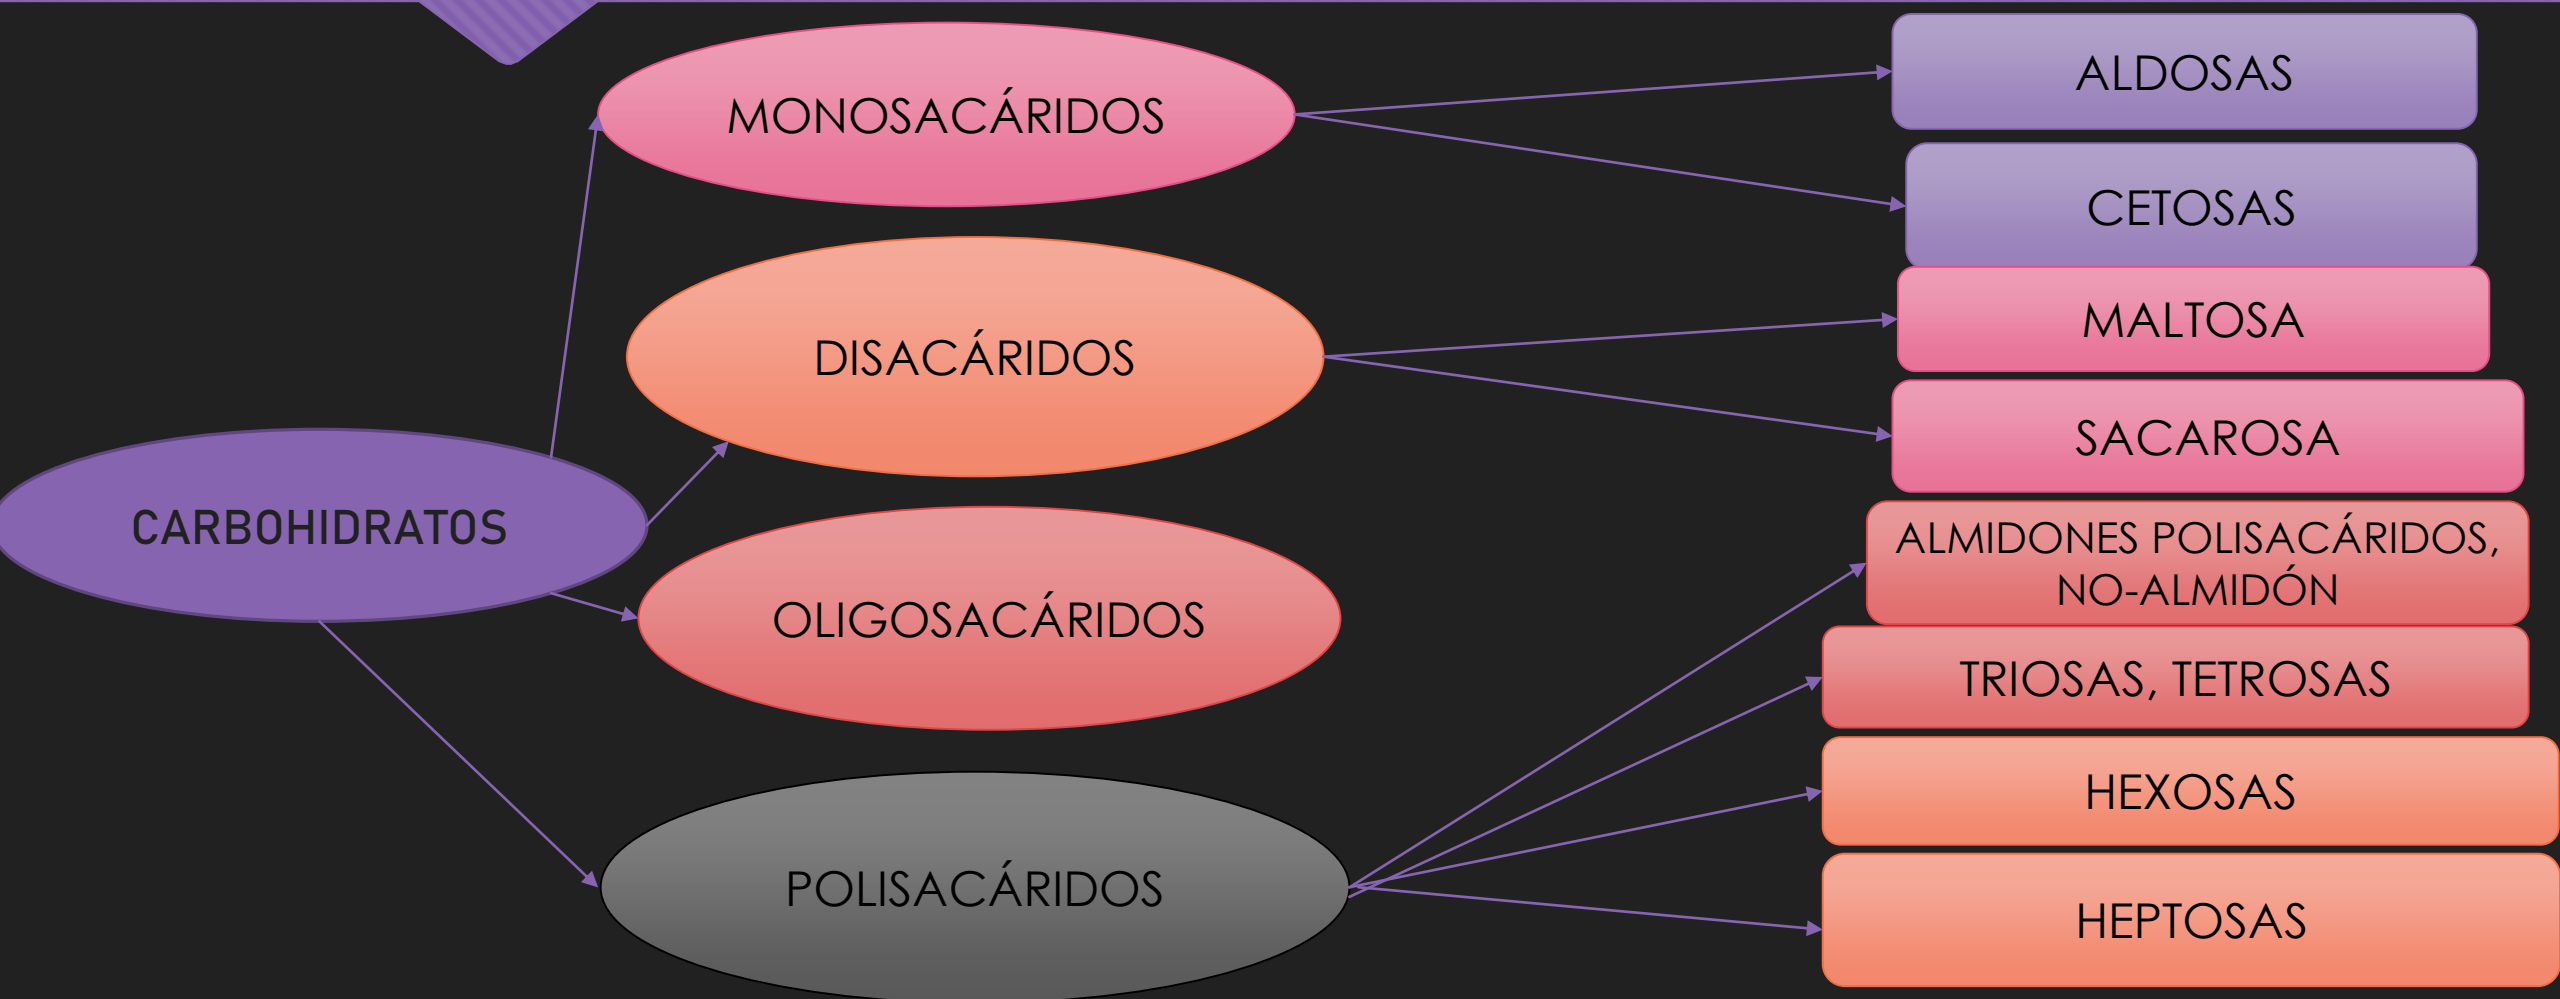 MONOSACÁRIDOS
ALDOSAS
CETOSAS
DISACÁRIDOS
MALTOSA
SACAROSA
CARBOHIDRATOS
OLIGOSACÁRIDOS
ALMIDONES POLISACÁRIDOS,
NO-ALMIDÓN
TRIOSAS, TETROSAS
POLISACÁRIDOS
HEXOSAS
HEPTOSAS